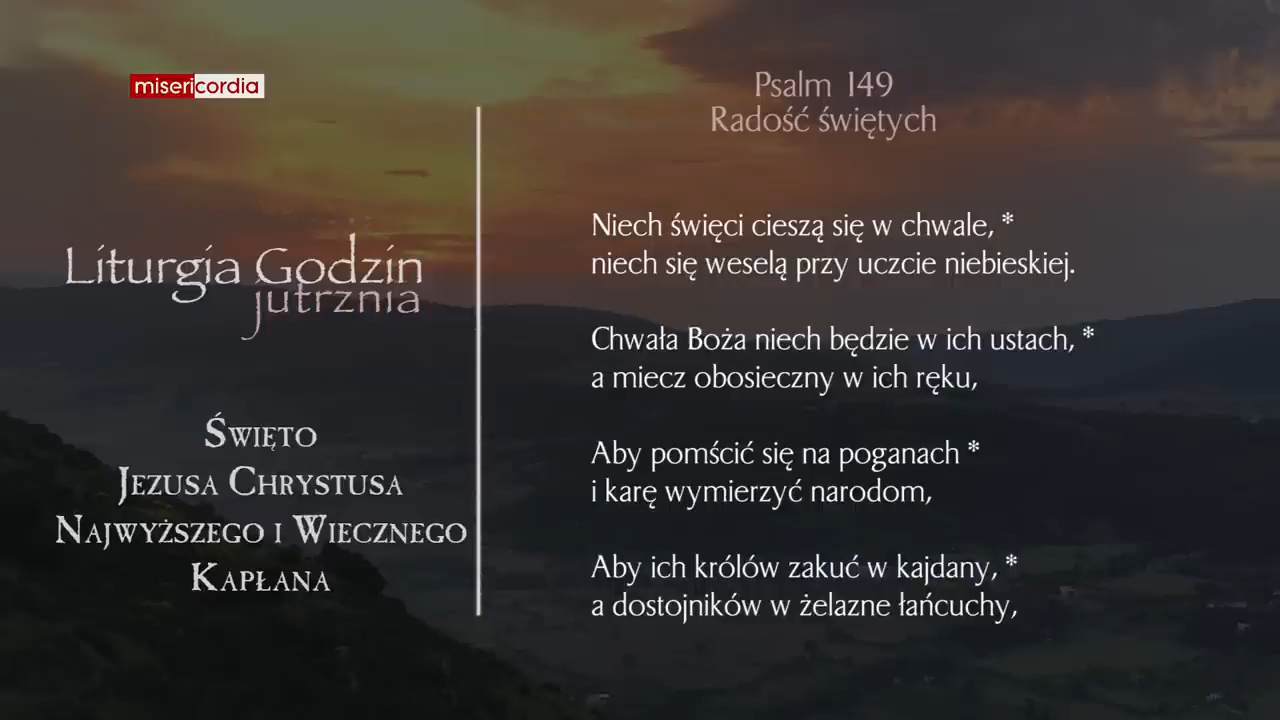 misericordia
Liturgia Godzin
jutrznia
Święto
Jezusa Chrystusa
Najwyższego i Wiecznego
Kapłana
Psalm 149
Radość świętych
Niech święci cieszą się w chwale, *
niech się weselą przy uczcie niebieskiej.
Chwała Boża niech będzie w ich ustach, *
a miecz obosieczny w ich ręku,
Aby pomścić się na poganach *
i karę wymierzyć narodom,
Aby ich królów zakuć w kajdany, *
a dostojników w żelazne łańcuchy,